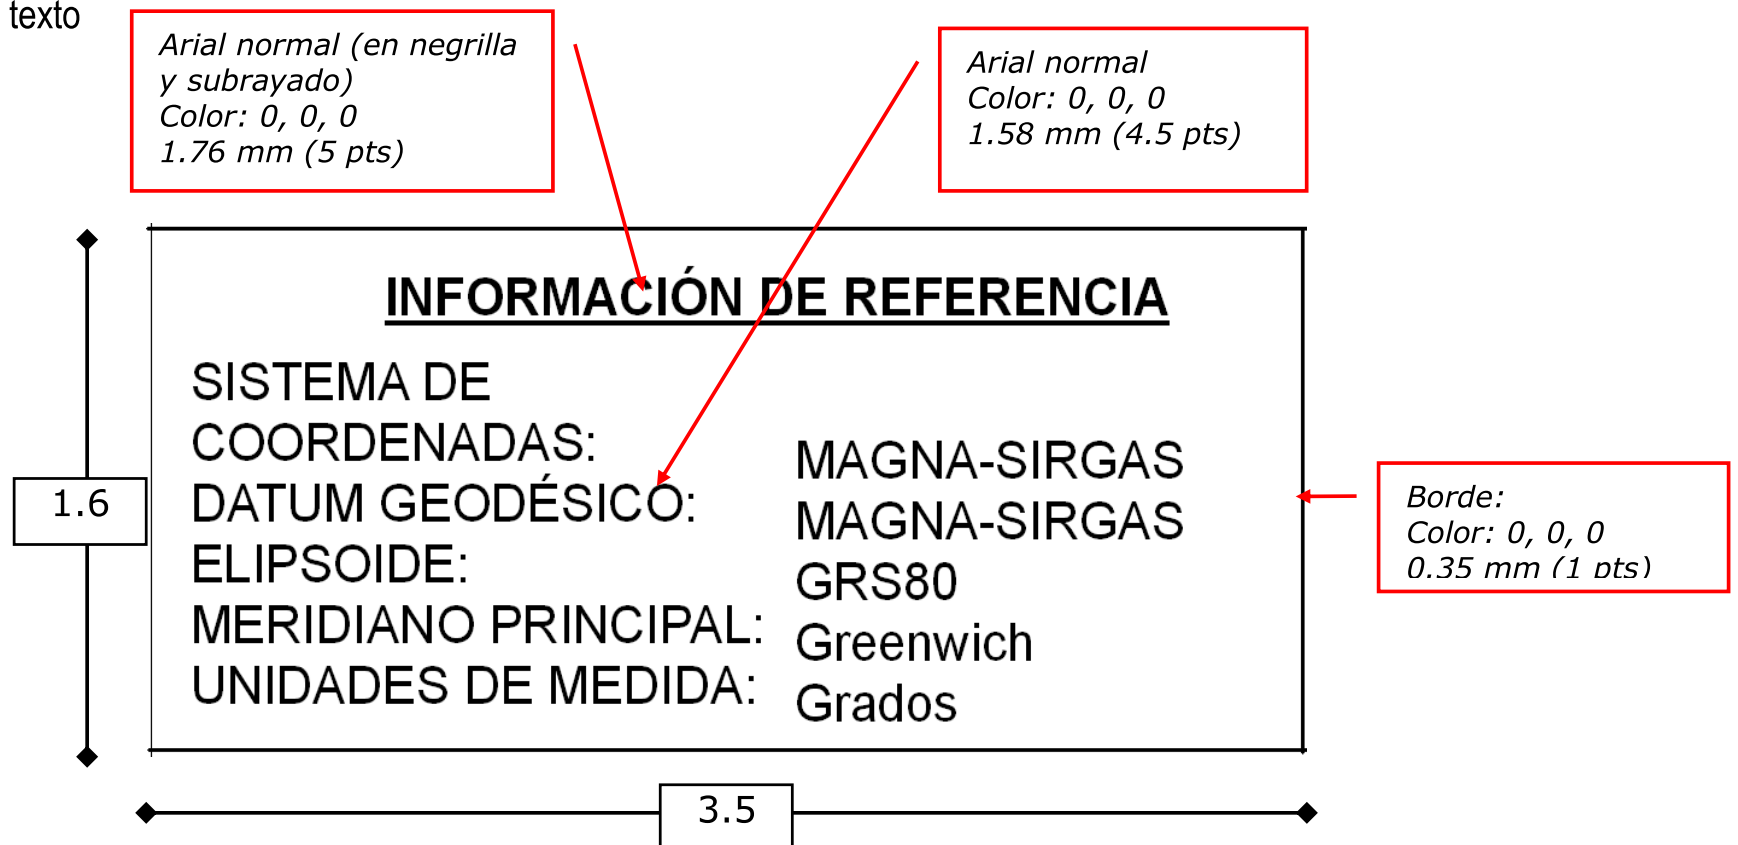 texto
Arial normal (en negrilla
y subrayado)
Color: 0, 0, 0
1.76 mm (5 pts)
Arial normal
Color: 0, 0, 0
1.58 mm (4.5 pts)
INFORMACIÓN DE REFERENCIA
SISTEMA DE
COORDENADAS: MAGNA-SIRGAS
DATUM GEODÉSICO: MAGNA-SIRGAS
ELIPSOIDE: GRS80
MERIDIANO PRINCIPAL: Greenwich
UNIDADES DE MEDIDA: Grados
1.6
Borde:
Color: 0, 0, 0
0.35 mm (1 pts)
3.5